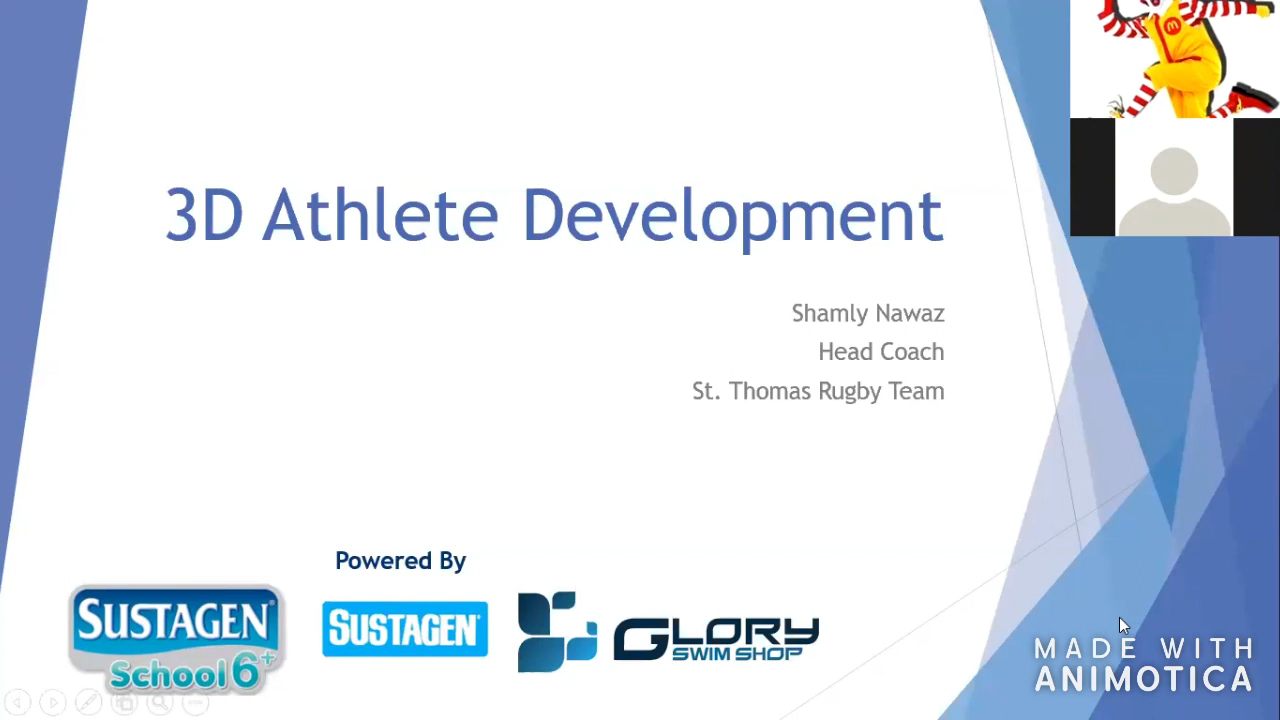 3D Athlete Development
Shamly Nawaz
Head Coach
St. Thomas Rugby Team
Powered By
SUSTAGEN®
School 6+
SUSTAGEN®
GLORY
SWIM SHOP
MADE WITH
ANIMOTICA